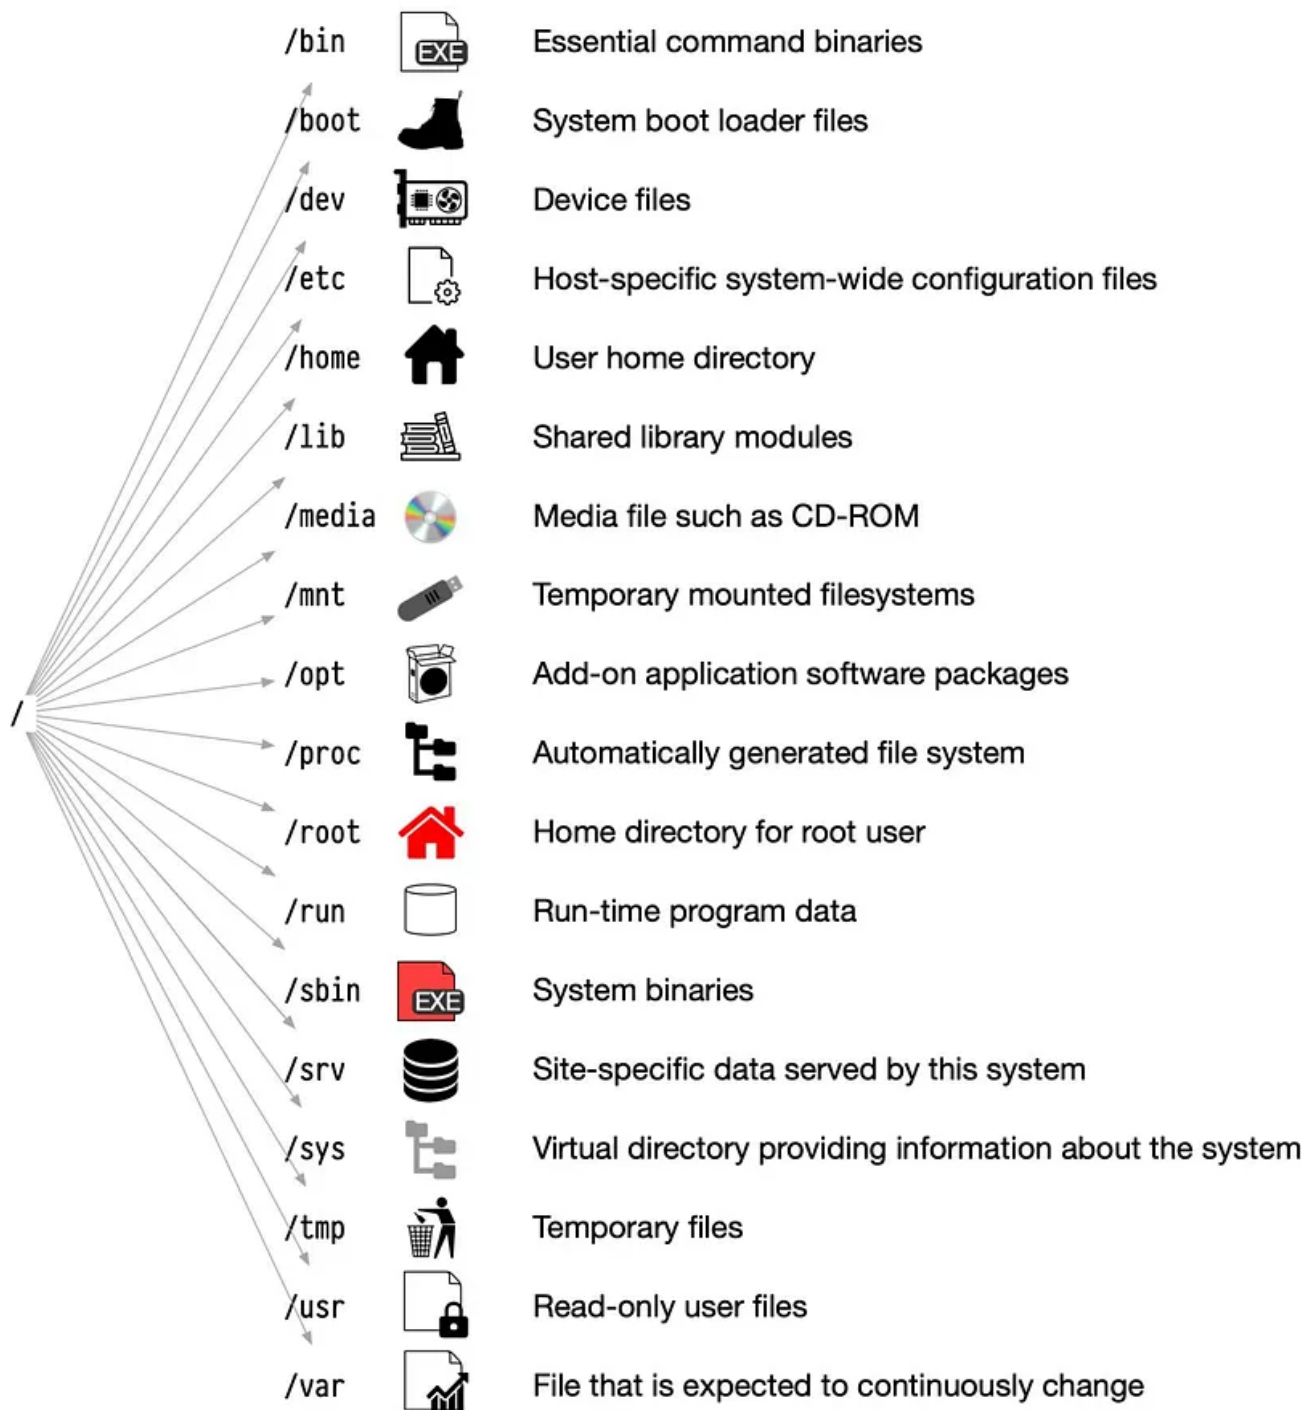 /
/bin EXE Essential command binaries
/boot System boot loader files
/dev Device files
/etc Host-specific system-wide configuration files
/home User home directory
/lib Shared library modules
/media Media file such as CD-ROM
/mnt Temporary mounted filesystems
/opt Add-on application software packages
/proc Automatically generated file system
/root Home directory for root user
/run Run-time program data
/sbin EXE System binaries
/srv Site-specific data served by this system
/sys Virtual directory providing information about the system
/tmp Temporary files
/usr Read-only user files
/var File that is expected to continuously change